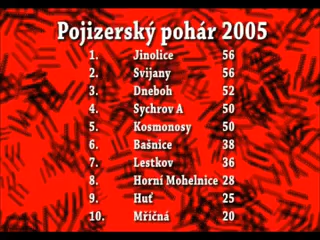 Pojizerský pohár 2005
1. Jinolice 56
2. Svijany 56
3. Dneboh 52
4. Sychrov A 50
5. Kosmonosy 50
6. Bašnice 38
7. Lestkov 36
8. Horní Mohelnice 28
9. Huť 25
10. Mříčná 20